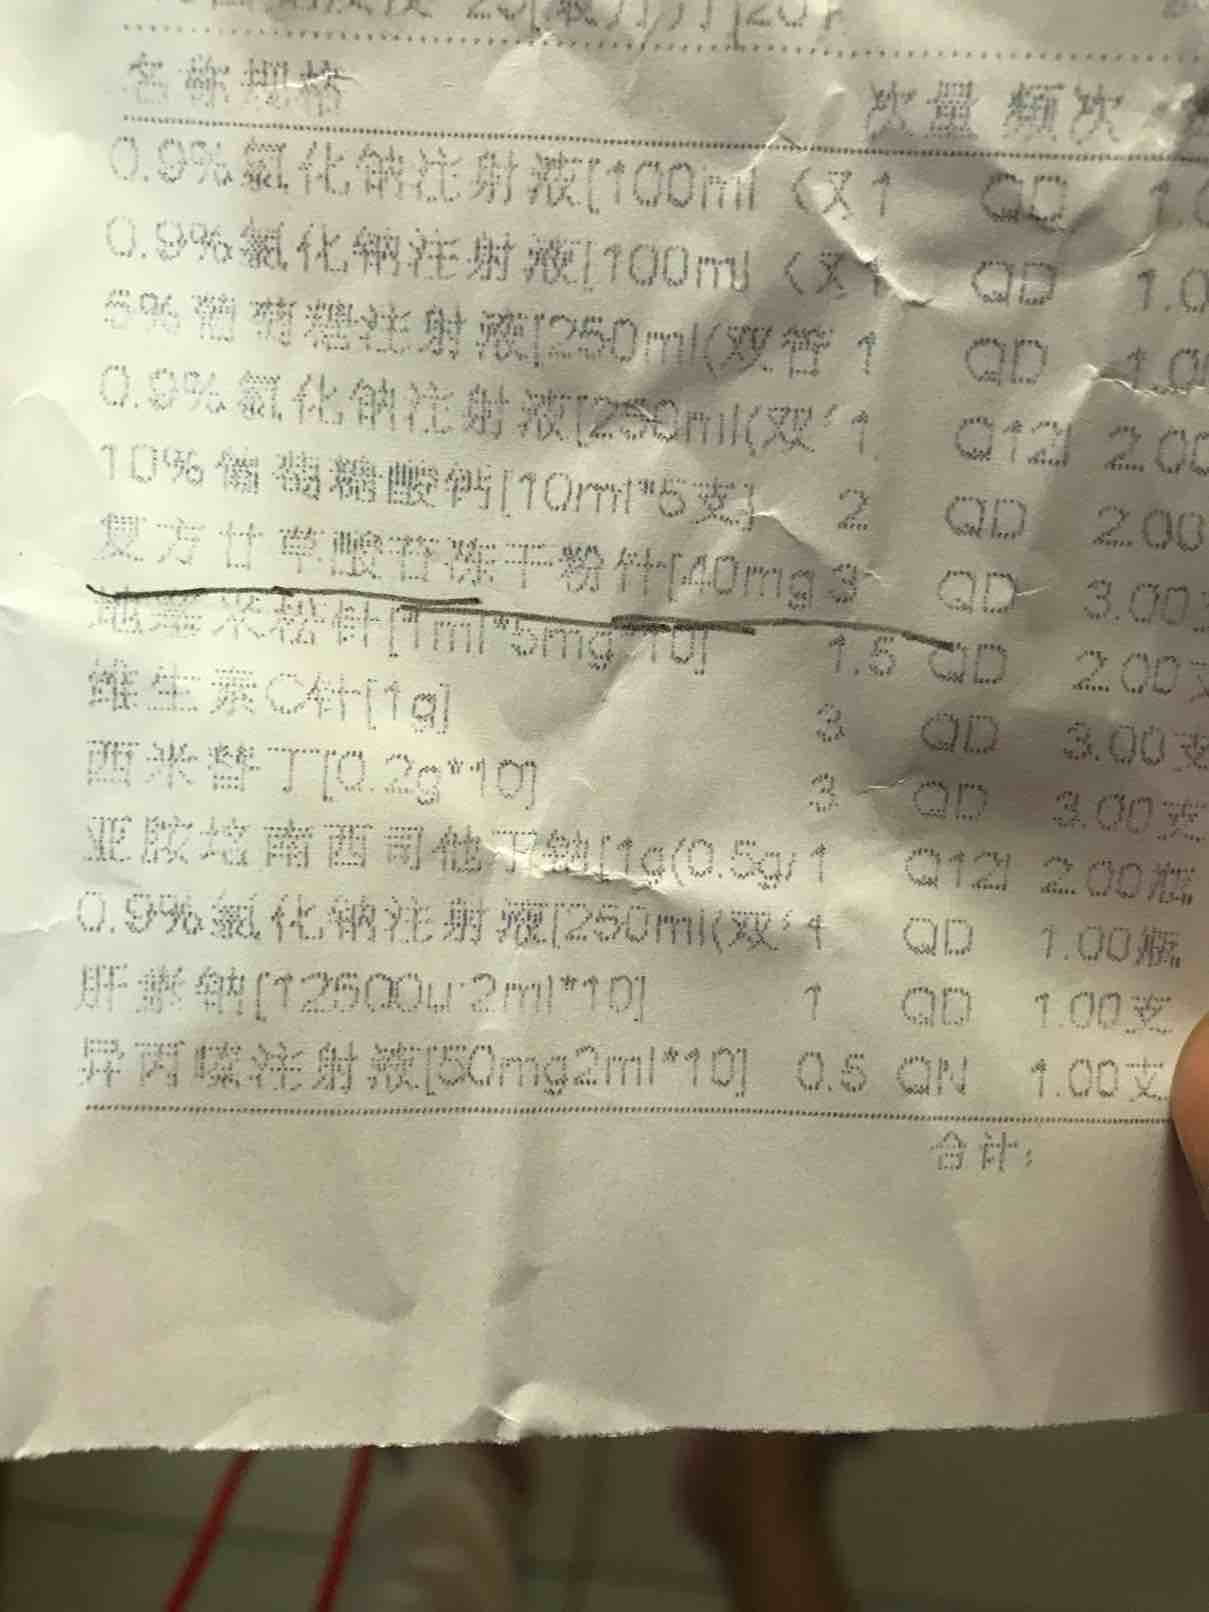 名称规格 次量 频次
0.9%氯化钠注射液[100ml (双 1 QD 1.0
0.9%氯化钠注射液[100ml (双 1 QD 1.0
5%葡萄糖注射液[250ml(双管 1 QD 1.00
0.9%氯化钠注射液[250ml(双 1 Q12 2.00
10%葡萄糖酸钙[10ml*5支] 2 QD 2.00
复方甘草酸苷冻干粉针[40mg 3 QD 3.00
地塞米松针[1ml*5mg*10] 1.5 QD 2.00支
维生素C针[1g] 3 QD 3.00支
西米替丁[0.2g*10] 3 QD 3.00支
亚胺培南西司他丁钠[1g(0.5g/ 1 Q12 2.00瓶
0.9%氯化钠注射液[250ml(双 1 QD 1.00瓶
肝素钠[12500u:2ml*10] 1 QD 1.00支
异丙嗪注射液[50mg2ml*10] 0.5 QN 1.00支
合计: